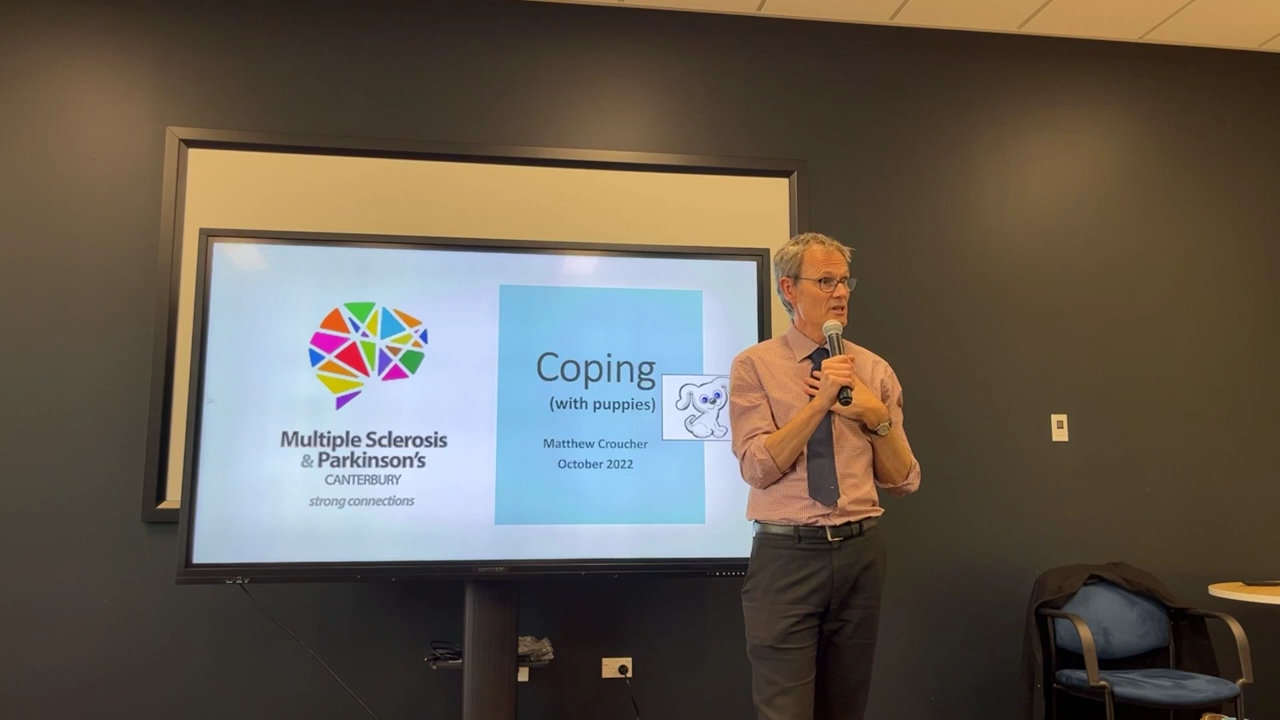 Multiple Sclerosis
& Parkinson's
CANTERBURY
strong connections
Coping
(with puppies)
Matthew Croucher
October 2022